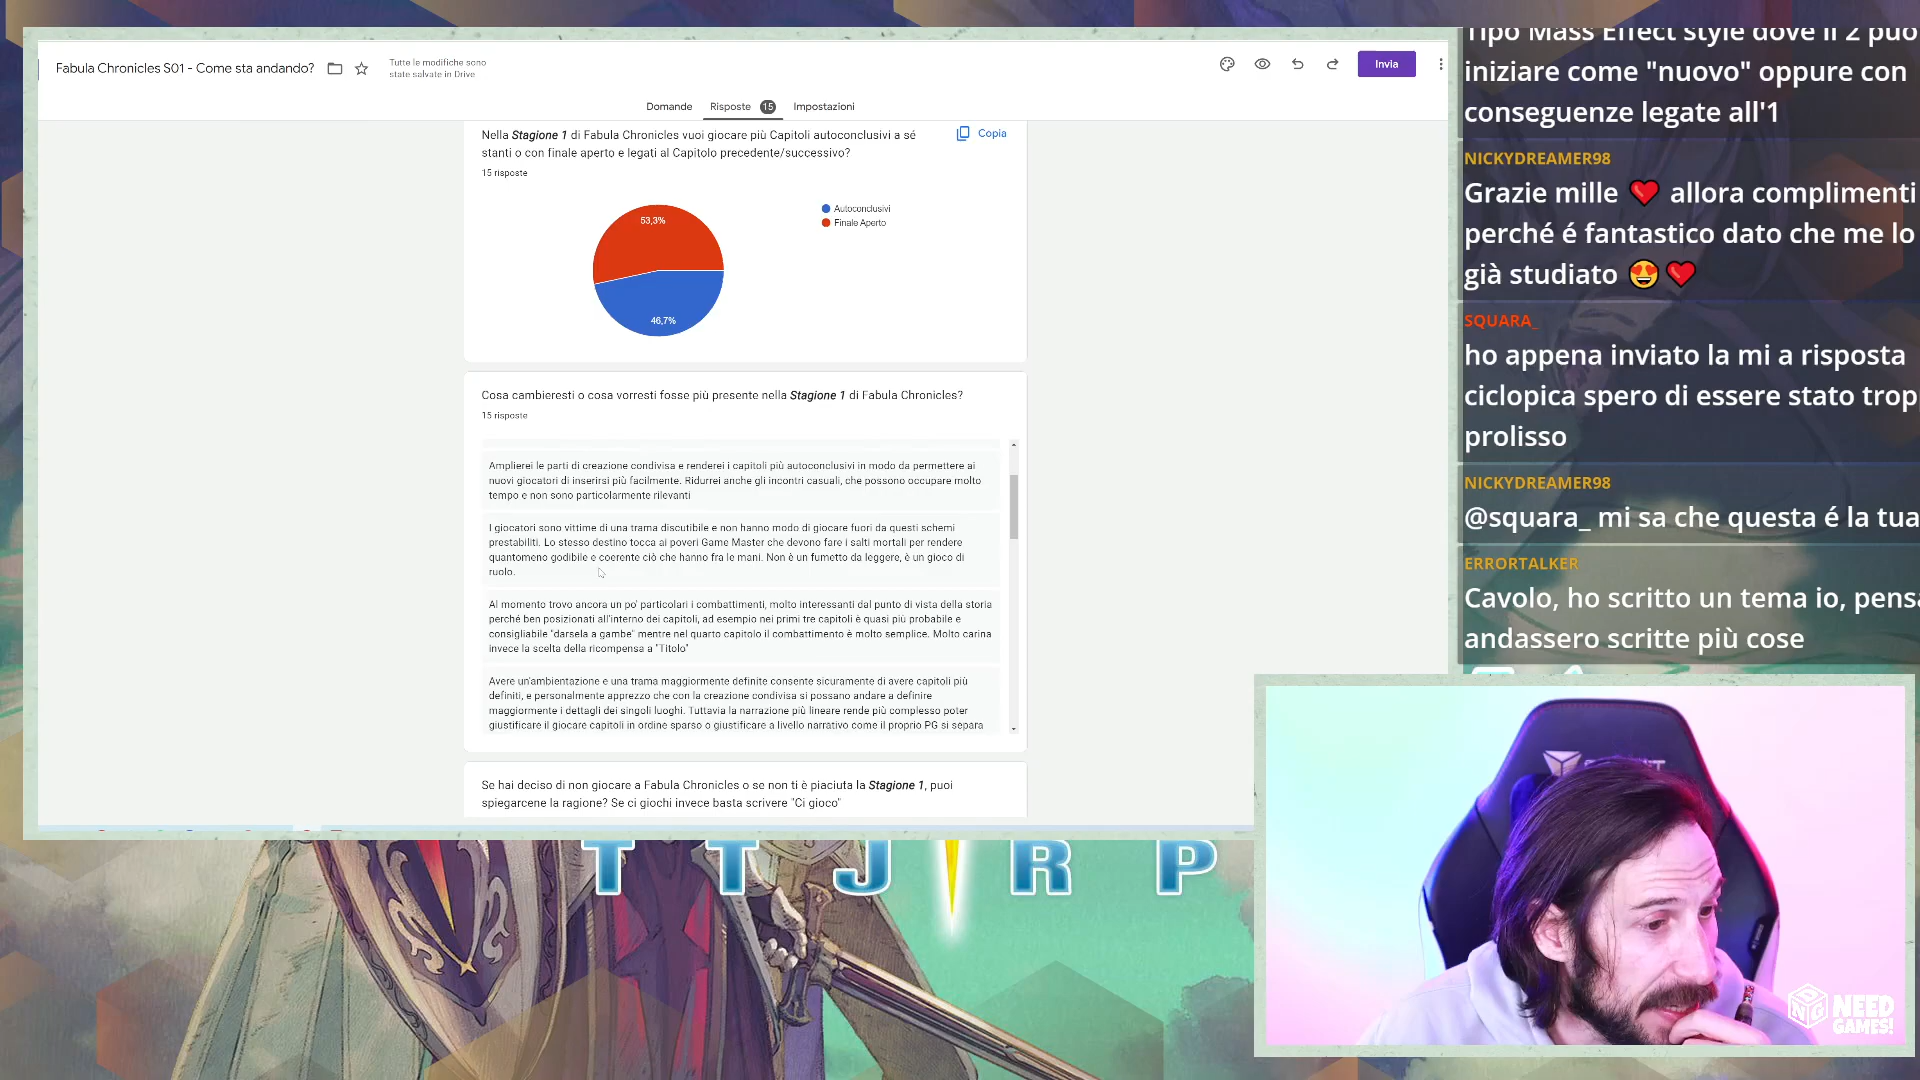 Fabula Chronicles S01 - Come sta andando?
Tutte le modifiche sono
state salvate in Drive
Invia
Domande
Risposte 15
Impostazioni
Nella Stagione 1 di Fabula Chronicles vuoi giocare più Capitoli autoconclusivi a sé
stanti o con finale aperto e legati al Capitolo precedente/successivo?
Copia
15 risposte
53,3%
46,7%
Autoconclusivi
Finale Aperto
Cosa cambieresti o cosa vorresti fosse più presente nella Stagione 1 di Fabula Chronicles?
15 risposte
Amplierei le parti di creazione condivisa e renderei i capitoli più autoconclusivi in modo da permettere ai
nuovi giocatori di inserirsi più facilmente. Ridurrei anche gli incontri casuali, che possono occupare molto
tempo e non sono particolarmente rilevanti
I giocatori sono vittime di una trama discutibile e non hanno modo di giocare fuori da questi schemi
prestabiliti. Lo stesso destino tocca ai poveri Game Master che devono fare i salti mortali per rendere
quantomeno godibile e coerente ciò che hanno fra le mani. Non è un fumetto da leggere, è un gioco di
ruolo.
Al momento trovo ancora un po' particolari i combattimenti, molto interessanti dal punto di vista della storia
perché ben posizionati all'interno dei capitoli, ad esempio nei primi tre capitoli è quasi più probabile e
consigliabile "darsela a gambe" mentre nel quarto capitolo il combattimento è molto semplice. Molto carina
invece la scelta della ricompensa a "Titolo"
Avere un'ambientazione e una trama maggiormente definite consente sicuramente di avere capitoli più
definiti, e personalmente apprezzo che con la creazione condivisa si possano andare a definire
maggiormente i dettagli dei singoli luoghi. Tuttavia la narrazione più lineare rende più complesso poter
giustificare il giocare capitoli in ordine sparso o giustificare a livello narrativo come il proprio PG si separa
Se hai deciso di non giocare a Fabula Chronicles o se non ti è piaciuta la Stagione 1, puoi
spiegarcene la ragione? Se ci giochi invece basta scrivere "Ci gioco"
Tipo Mass Effect style dove il 2 puo
iniziare come "nuovo" oppure con
conseguenze legate all'1
NICKYDREAMER98
Grazie mille ❤️ allora complimenti
perché é fantastico dato che me lo
già studiato 😍❤️
SQUARA_
ho appena inviato la mi a risposta
ciclopica spero di essere stato trop
prolisso
NICKYDREAMER98
@squara_ mi sa che questa é la tua
ERRORTALKER
Cavolo, ho scritto un tema io, pensa
andassero scritte più cose
T T J R P
NEED
GAMES!